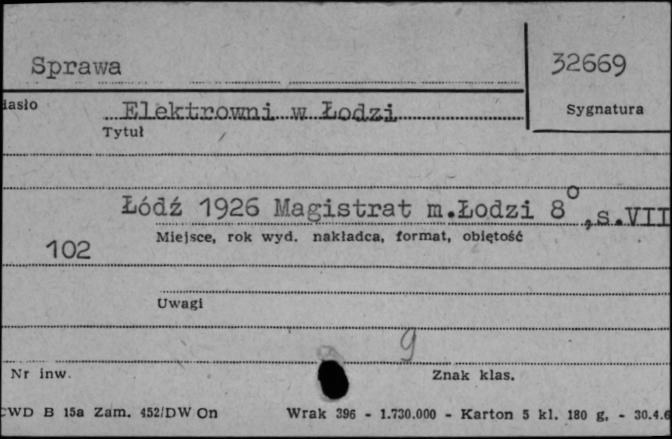 Sprawa
32669
iasło
Elektrowni w Łodzi
Sygnatura
Tytuł
Łódź 1926 Magistrat m.Łodzi 8°,s.VII
Miejsce, rok wyd. nakładca, format, objętość
102
Uwagi
9
Nr inw.
Znak klas.
CWD B 15a Zam. 452/DW On
Wrak 396 - 1.730.000 - Karton 5 kl. 180 g. - 30.4.6